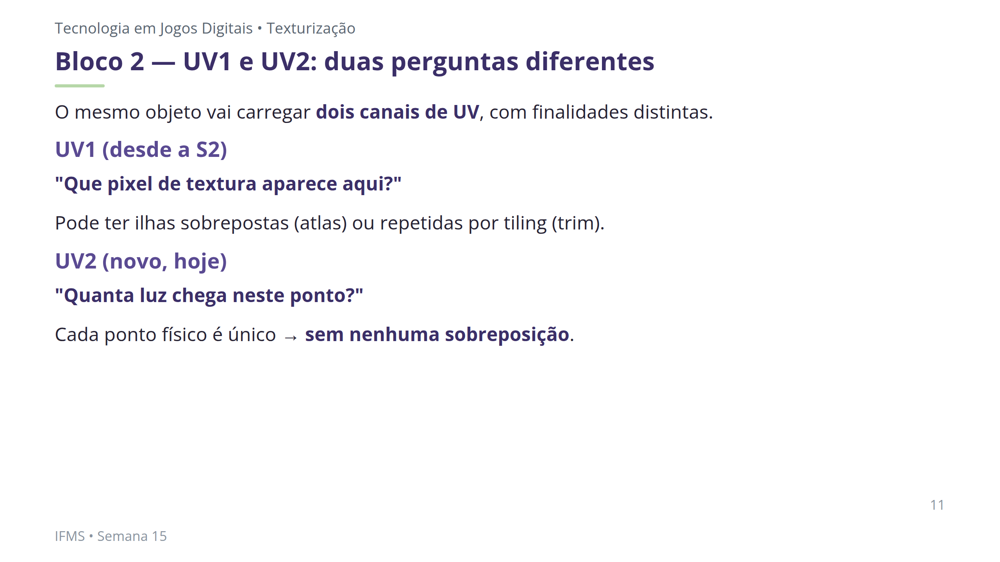 Tecnologia em Jogos Digitais • Texturização
Bloco 2 — UV1 e UV2: duas perguntas diferentes
O mesmo objeto vai carregar dois canais de UV, com finalidades distintas.
UV1 (desde a S2)
"Que pixel de textura aparece aqui?"
Pode ter ilhas sobrepostas (atlas) ou repetidas por tiling (trim).
UV2 (novo, hoje)
"Quanta luz chega neste ponto?"
Cada ponto físico é único → sem nenhuma sobreposição.
11
IFMS • Semana 15